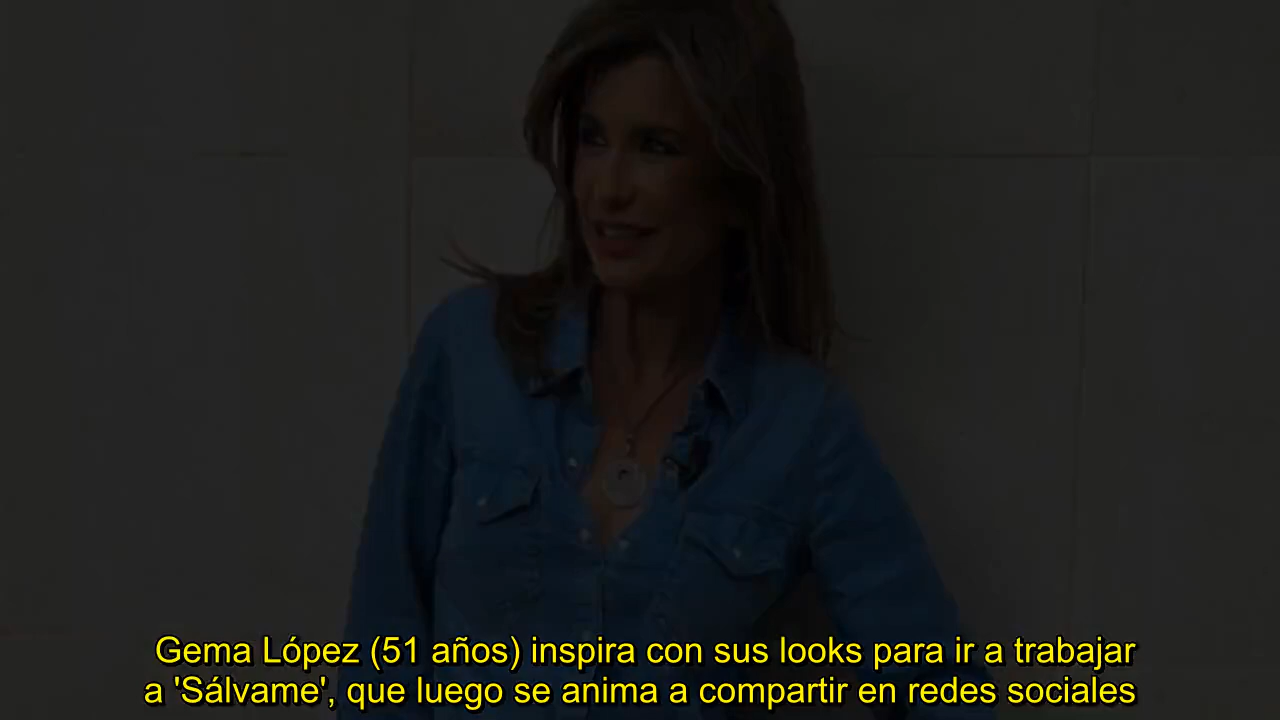 Gema López (51 años) inspira con sus looks para ir a trabajar
a 'Sálvame', que luego se anima a compartir en redes sociales